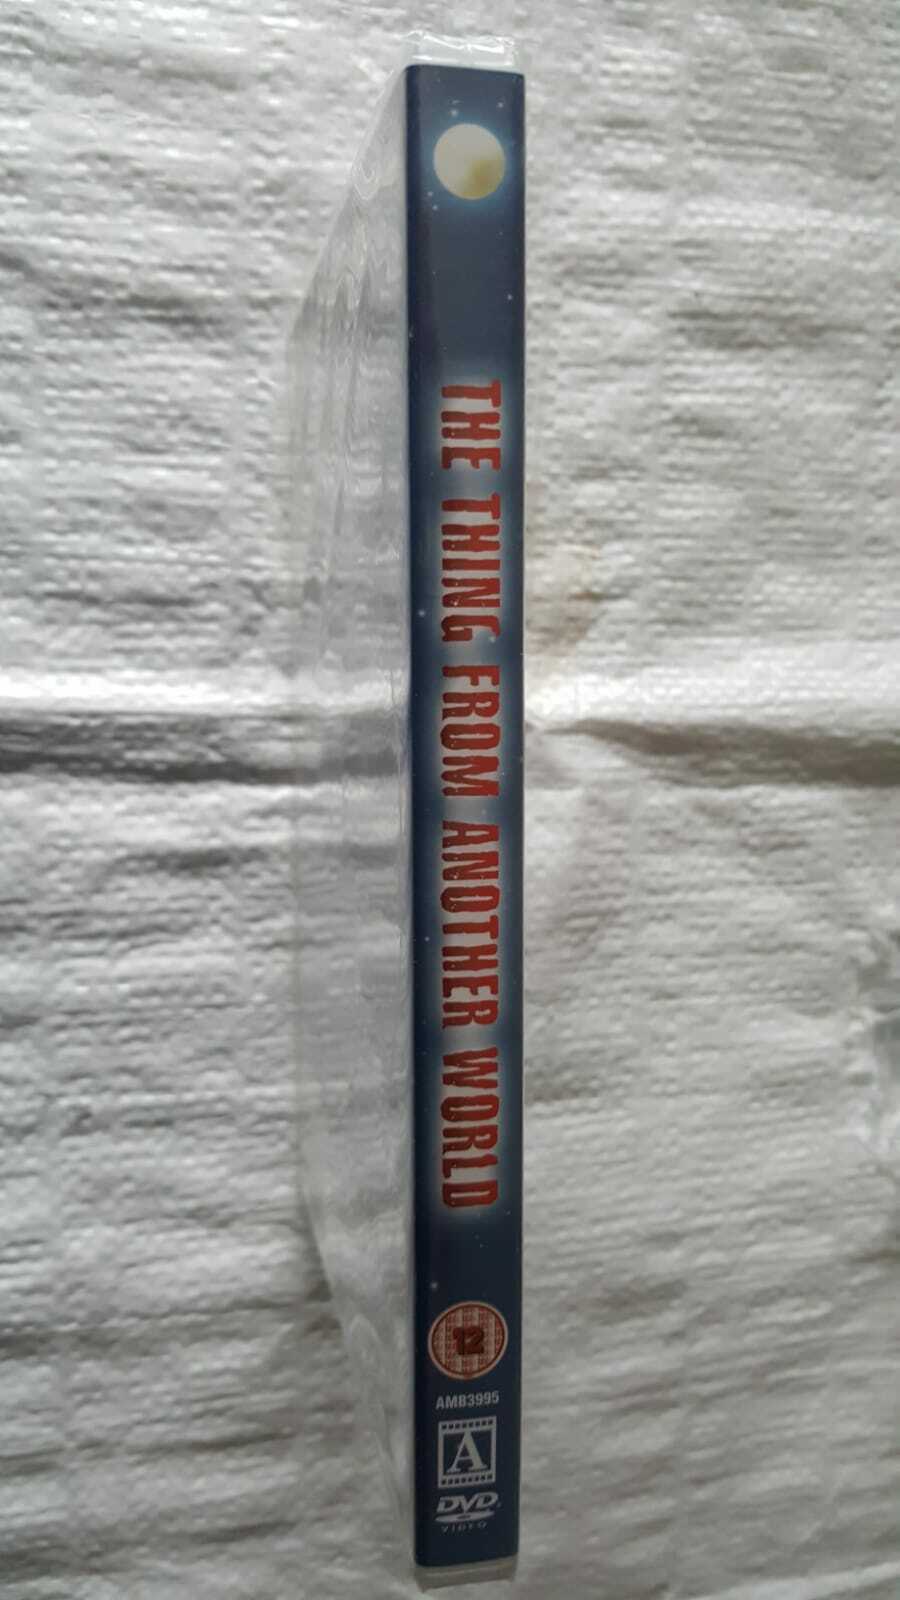 THE THING FROM ANOTHER WORLD
12
AMB3995
A
DVD
VIDEO